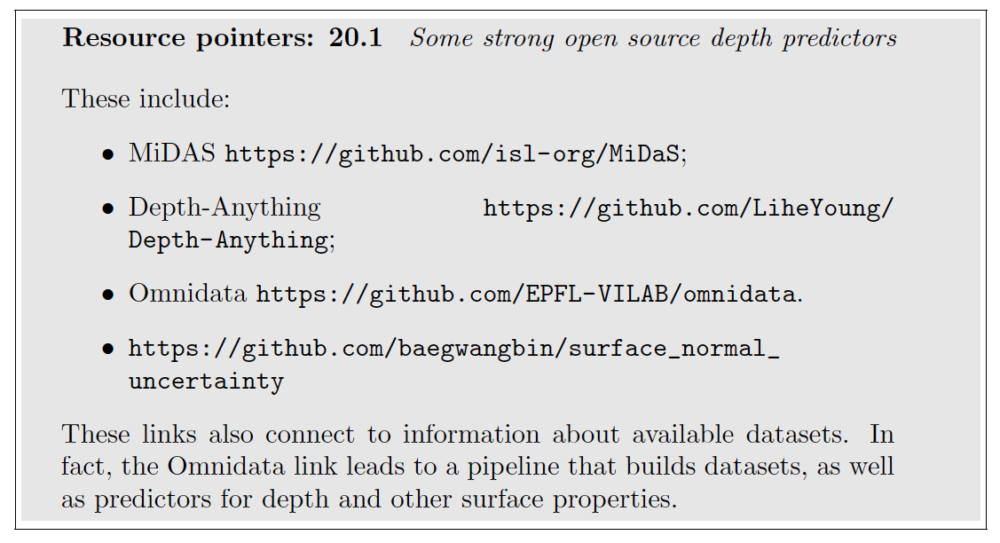 Resource pointers: 20.1 Some strong open source depth predictors
These include:
• MiDAS https://github.com/isl-org/MiDaS;
• Depth-Anything https://github.com/LiheYoung/
Depth-Anything;
• Omnidata https://github.com/EPFL-VILAB/omnidata.
• https://github.com/baegwangbin/surface_normal_
uncertainty
These links also connect to information about available datasets. In
fact, the Omnidata link leads to a pipeline that builds datasets, as well
as predictors for depth and other surface properties.